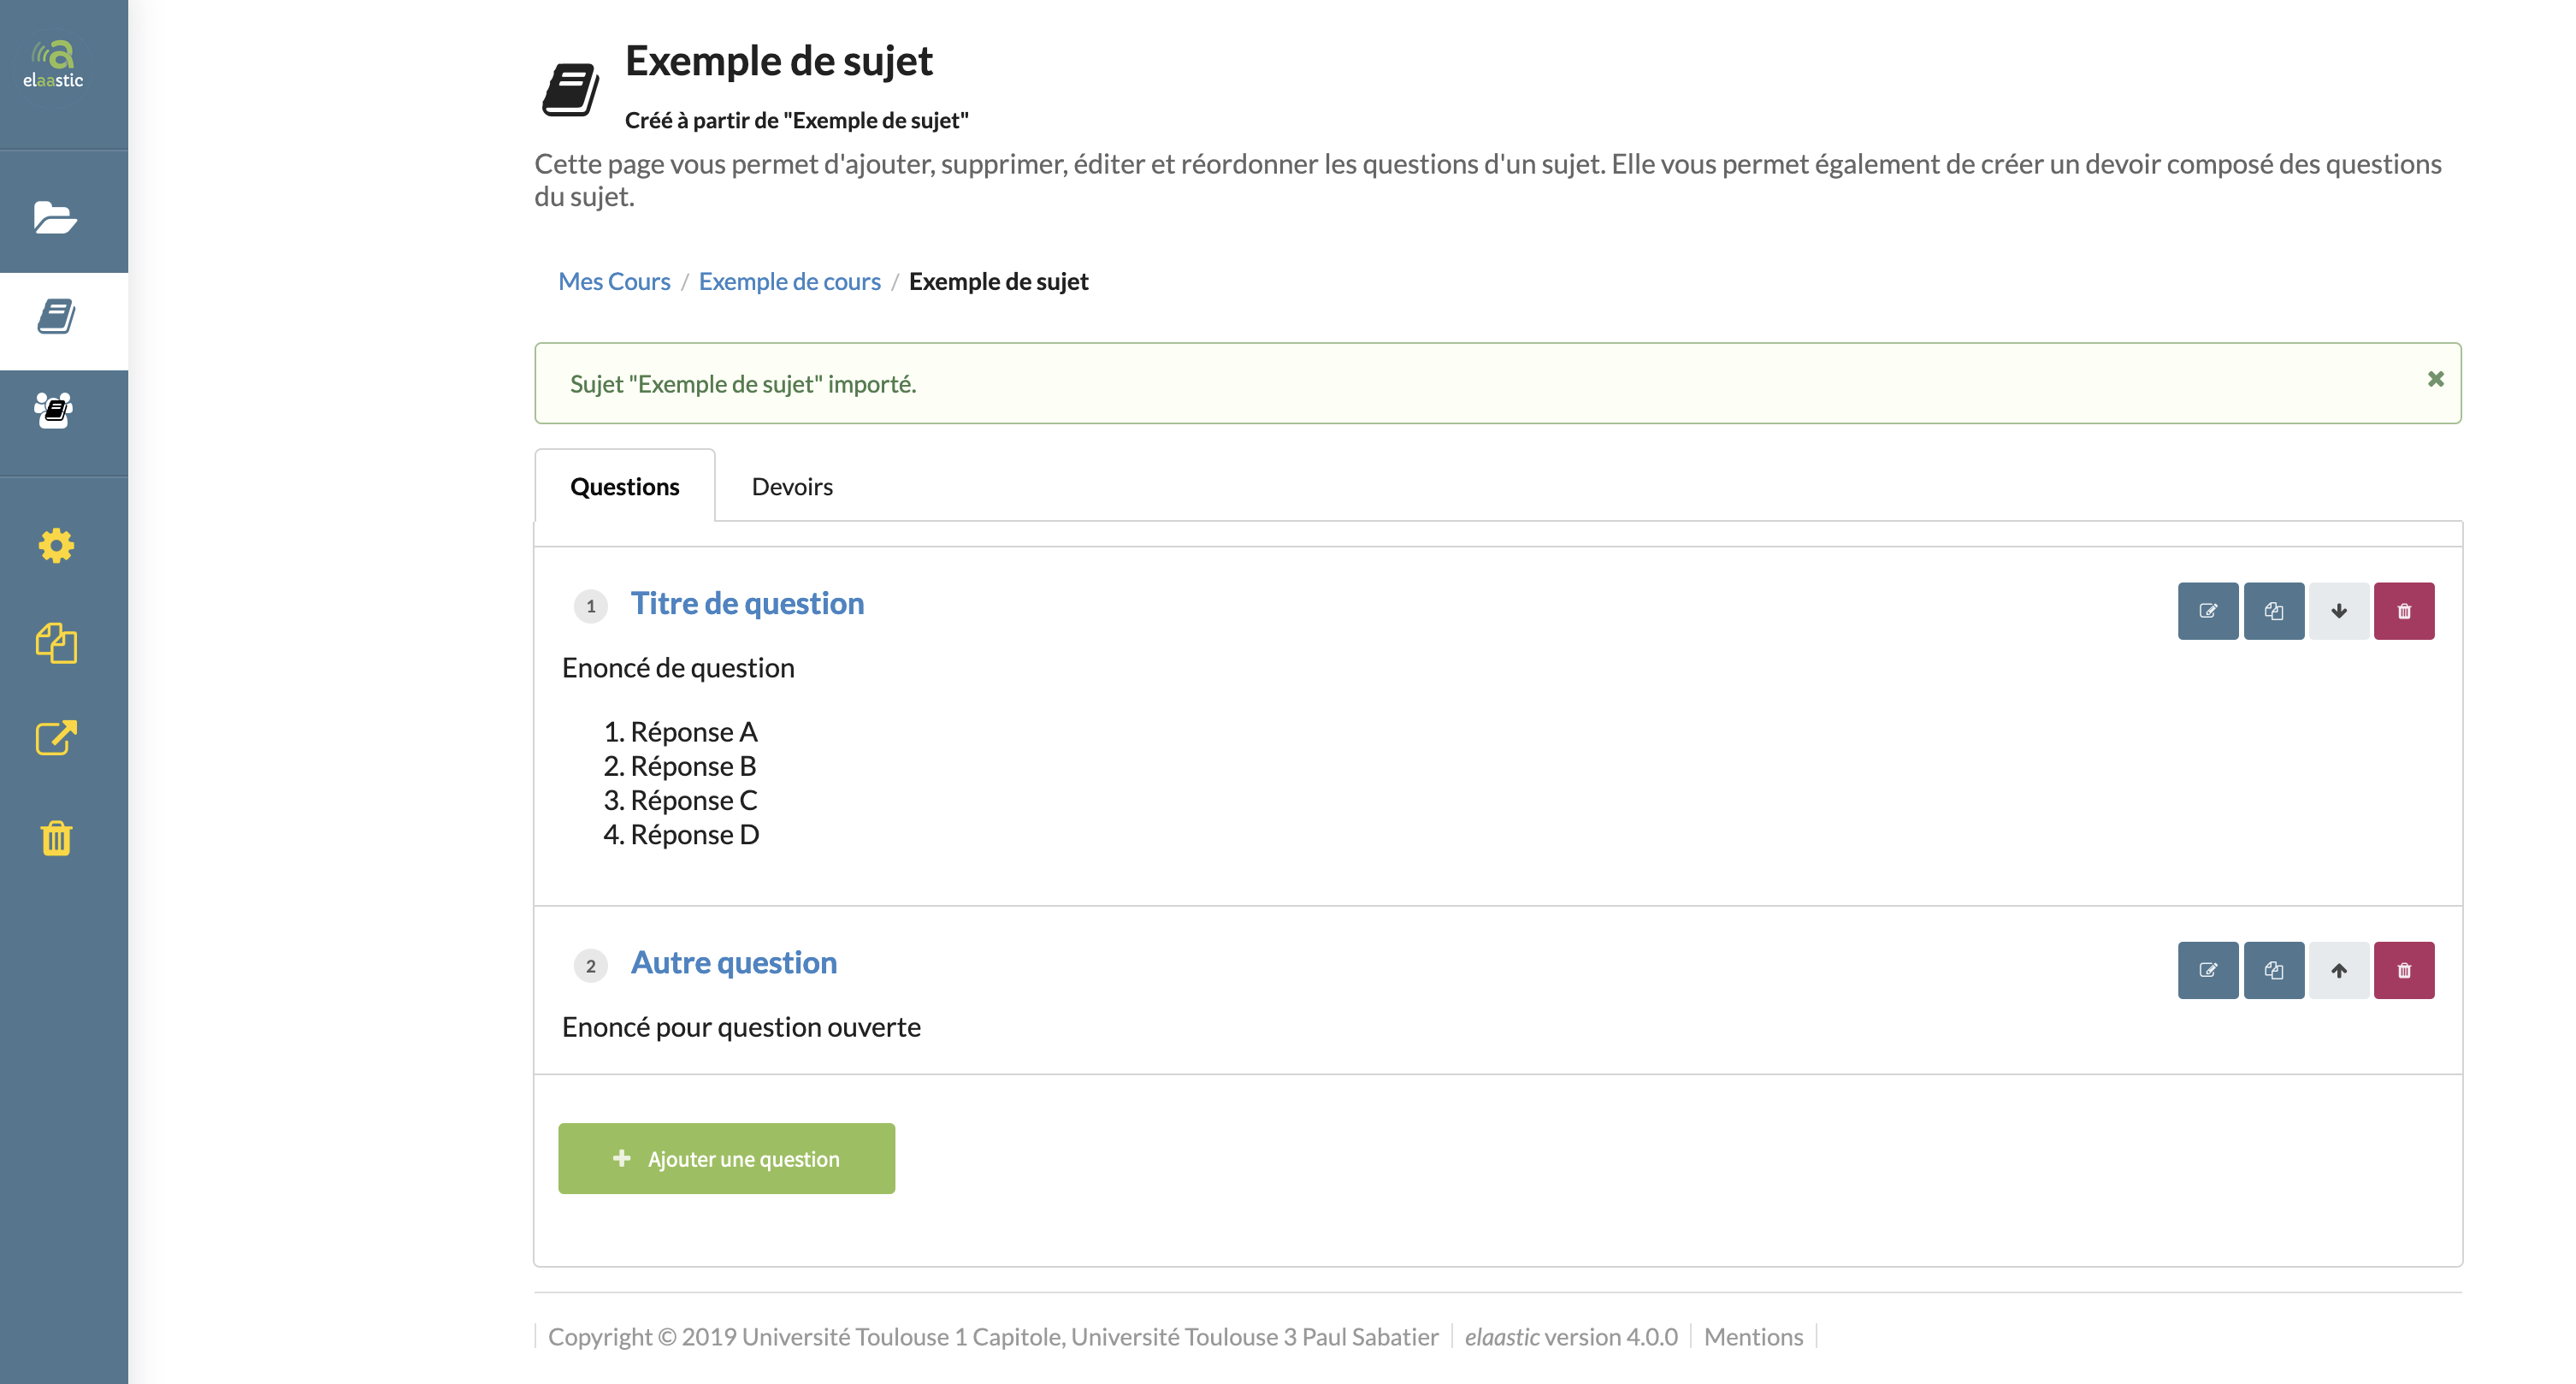 elaastic
Exemple de sujet
Créé à partir de "Exemple de sujet"
Cette page vous permet d'ajouter, supprimer, éditer et réordonner les questions d'un sujet. Elle vous permet également de créer un devoir composé des questions
du sujet.
Mes Cours / Exemple de cours / Exemple de sujet
Sujet "Exemple de sujet" importé.
Questions Devoirs
1 Titre de question
Enoncé de question
1. Réponse A
2. Réponse B
3. Réponse C
4. Réponse D
2 Autre question
Enoncé pour question ouverte
Ajouter une question
Copyright © 2019 Université Toulouse 1 Capitole, Université Toulouse 3 Paul Sabatier | elaastic version 4.0.0 | Mentions